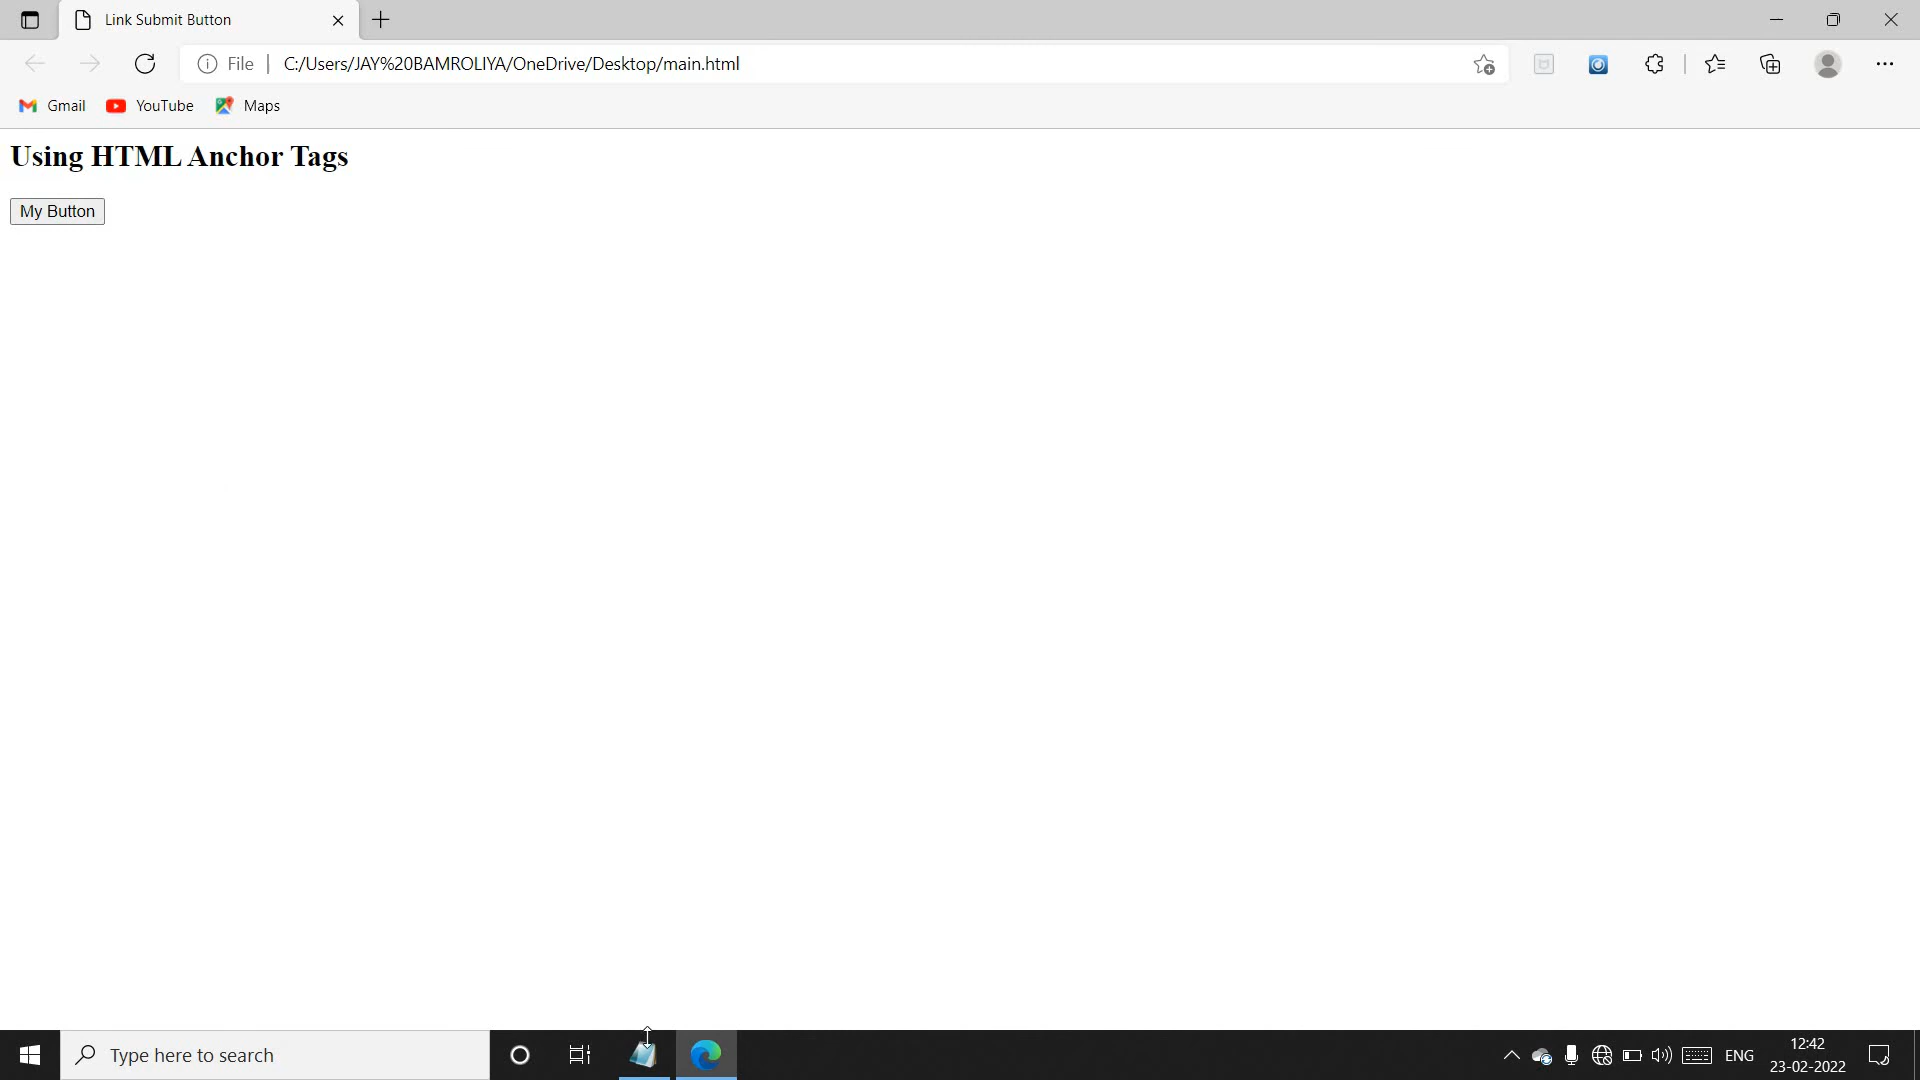 Link Submit Button
File
C:/Users/JAY%20BAMROLIYA/OneDrive/Desktop/main.html
Gmail YouTube Maps
Using HTML Anchor Tags
My Button
Type here to search
ENG
12:42
23-02-2022